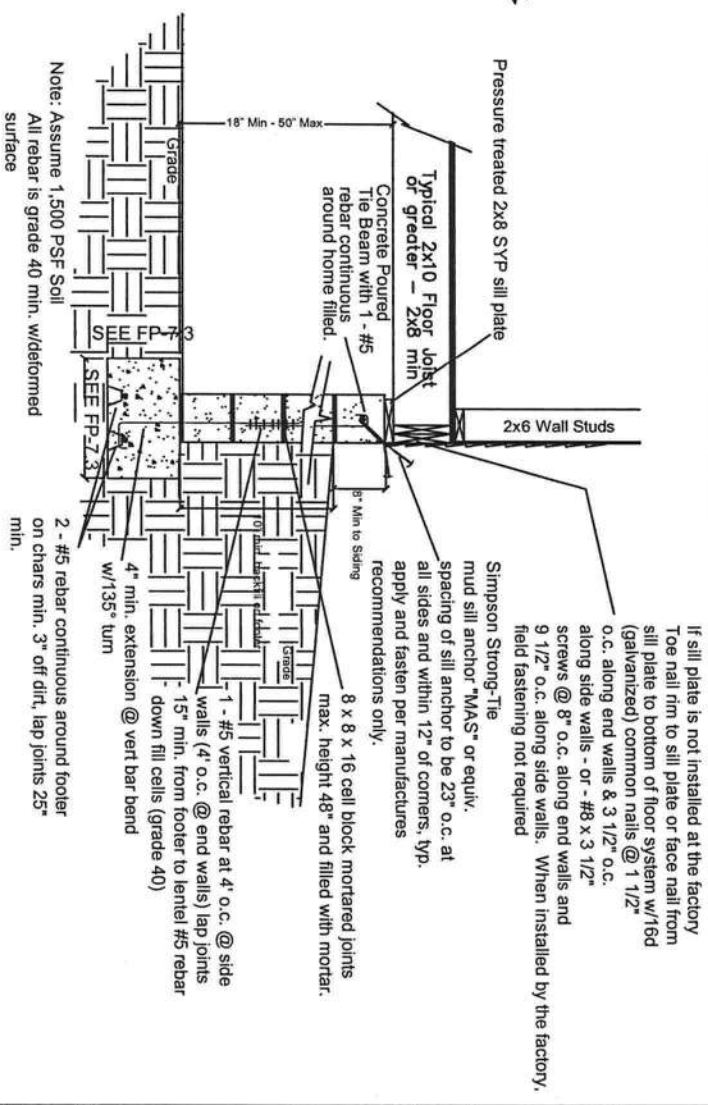 If sill plate is not installed at the factory
Toe nail rim to sill plate or face nail from
sill plate to bottom of floor system w/16d
(galvanized) common nails @ 1 1/2"
o.c. along end walls & 3 1/2" o.c.
along side walls - or - #8 x 3 1/2"
screws @ 8" o.c. along end walls and
9 1/2" o.c. along side walls. When installed by the factory,
field fastening not required
Pressure treated 2x8 SYP sill plate
2x6 Wall Studs
Typical 2x10 Floor Joist
or greater – 2x8 min
Simpson Strong-Tie
mud sill anchor "MAS" or equiv.
spacing of sill anchor to be 23" o.c. at
all sides and within 12" of corners, typ.
apply and fasten per manufactures
recommendations only.
Concrete Poured
Tie Beam with 1 - #5
rebar continuous
around home filled.
18" Min - 50" Max
8" Min to Siding
8 x 8 x 16 cell block mortared joints
max. height 48" and filled with mortar.
Grade
Grade
1 - #5 vertical rebar at 4' o.c. @ side
walls (4' o.c. @ end walls) lap joints
15" min. from footer to lentel #5 rebar
down fill cells (grade 40)
4" min. extension @ vert bar bend
w/135° turn
SEE FP-7.3
SEE FP-7.3
2 - #5 rebar continuous around footer
on chars min. 3" off dirt, lap joints 25"
min.
Note: Assume 1,500 PSF Soil
All rebar is grade 40 min. w/deformed
surface